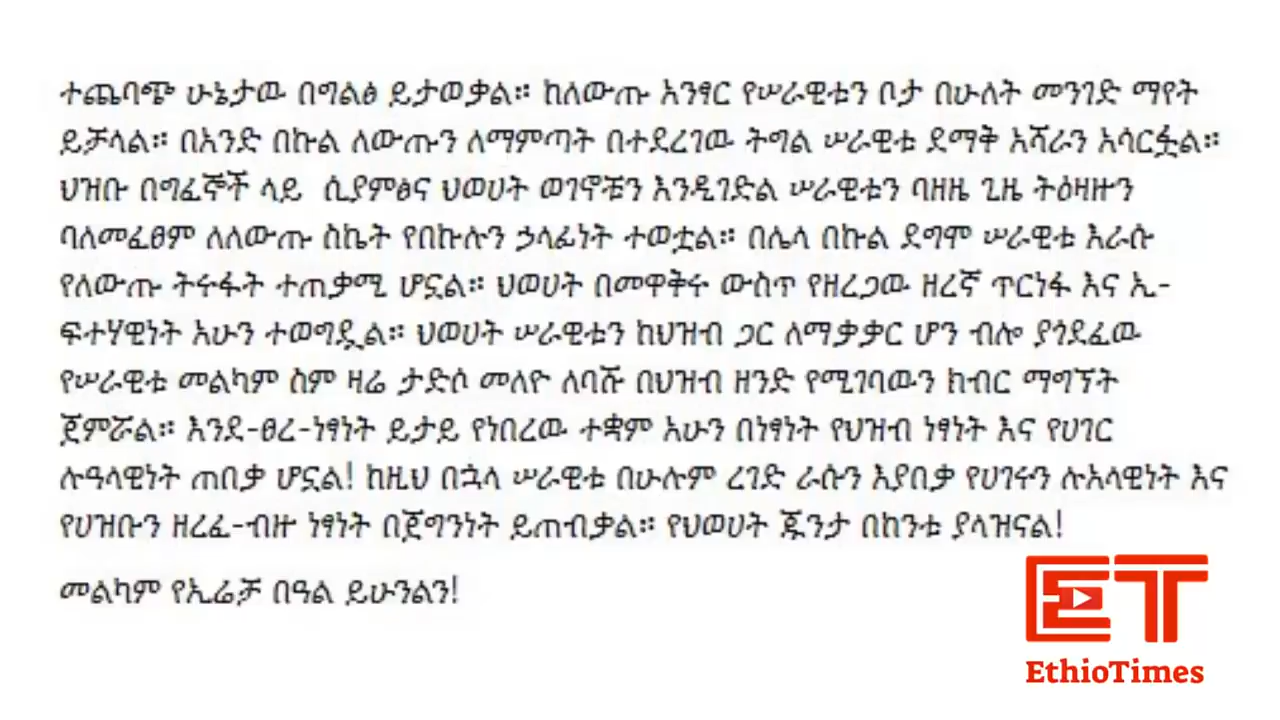 ተጨባጭ ሁኔታው በግልፅ ይታወቃል። ከለውጡ አንፃር የሠራዊቱን ቦታ በሁለት መንገድ ማየት
ይቻላል። በአንድ በኩል ለውጡን ለማምጣት በተደረገው ትግል ሠራዊቱ ደማቅ አሻራን አሳርፏል።
ህዝቡ በግፈኞች ላይ ሲያምፅና ህወሀት ወገኖቼን እንዲገድል ሠራዊቱን ባዘዜ ጊዜ ትዕዛዙን
ባለመፈፀም ለለውጡ ስኬት የበኩሉን ኃላፊነት ተወቷል። በሌላ በኩል ደግሞ ሠራዊቱ እራሱ
የለውጡ ትሩፋት ተጠቃሚ ሆኗል። ህወሀት በመዋቅሩ ውስጥ የዘረጋው ዘረኛ ጥርነፋ እና ኢ-
ፍተሃዊነት አሁን ተወግዷል። ህወሀት ሠራዊቱን ከህዝብ ጋር ለማቃቃር ሆን ብሎ ያጎደፈው
የሠራዊቱ መልካም ስም ዛሬ ታድሶ መለዮ ለባሹ በህዝብ ዘንድ የሚገባውን ክብር ማግኘት
ጀምሯል። እንደ-ፀረ-ነፃነት ይታይ የነበረው ተቋም አሁን በነፃነት የህዝብ ነፃነት እና የሀገር
ሉዓላዊነት ጠበቃ ሆኗል! ከዚህ በኋላ ሠራዊቱ በሁሉም ረገድ ራሱን እያበቃ የሀገሩን ሉአላዊነት እና
የሀዝቡን ዘረፈ-ብዙ ነፃነት በጀግንነት ይጠብቃል። የህወሀት ጁንታ በከንቱ ያላዝናል!
መልካም የኢሬቻ በዓል ይሁንልን!
ET
EthioTimes